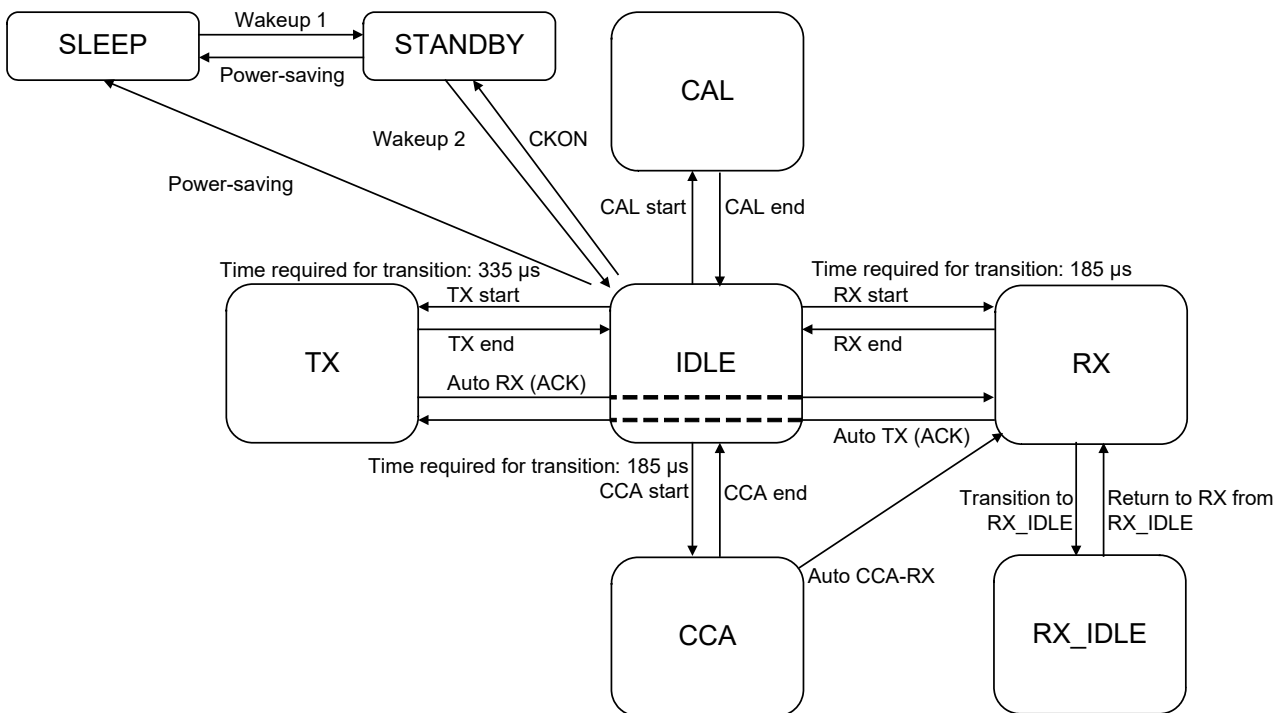 Wakeup 1
SLEEP
STANDBY
Power-saving
CAL
Wakeup 2
CKON
Power-saving
CAL start
CAL end
Time required for transition: 335 µs
Time required for transition: 185 µs
TX start
RX start
TX end
RX end
TX
IDLE
RX
Auto RX (ACK)
Auto TX (ACK)
Time required for transition: 185 µs
CCA start
CCA end
Transition to
RX_IDLE
Return to RX from
RX_IDLE
Auto CCA-RX
CCA
RX_IDLE